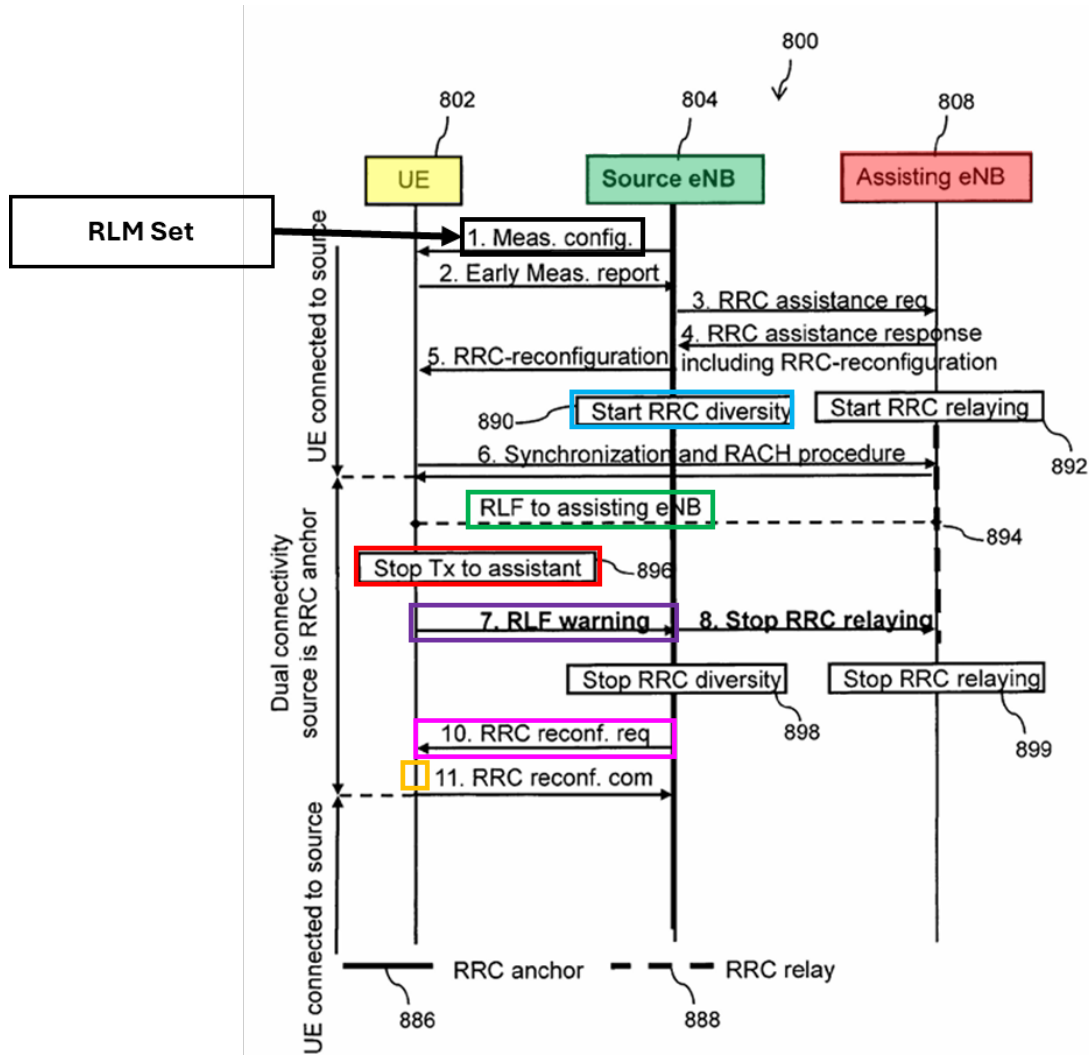 800
802
804
808
UE
Source eNB
Assisting eNB
RLM Set
1. Meas. config.
2. Early Meas. report
3. RRC assistance req
4. RRC assistance response
5. RRC-reconfiguration
including RRC-reconfiguration
UE connected to source
890
Start RRC diversity
Start RRC relaying
892
6. Synchronization and RACH procedure
RLF to assisting eNB
894
Stop Tx to assistant
896
Dual connectivity
source is RRC anchor
7. RLF warning
8. Stop RRC relaying
Stop RRC diversity
898
Stop RRC relaying
899
10. RRC reconf. req
11. RRC reconf. com
UE connected to source
RRC anchor
RRC relay
886
888